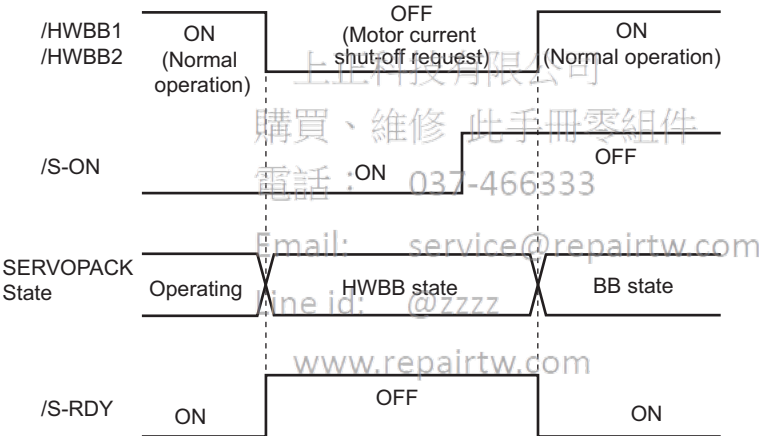 /HWBB1
/HWBB2
ON
(Normal
operation)
OFF
(Motor current
shut-off request)
ON
(Normal operation)
上正科技有限公司
購買、維修 此手冊零組件
/S-ON
ON
OFF
電話： 037-466333
Email: service@repairtw.com
SERVOPACK
State
Operating
HWBB state
BB state
Line id: @zzzz
www.repairtw.com
/S-RDY
ON
OFF
ON